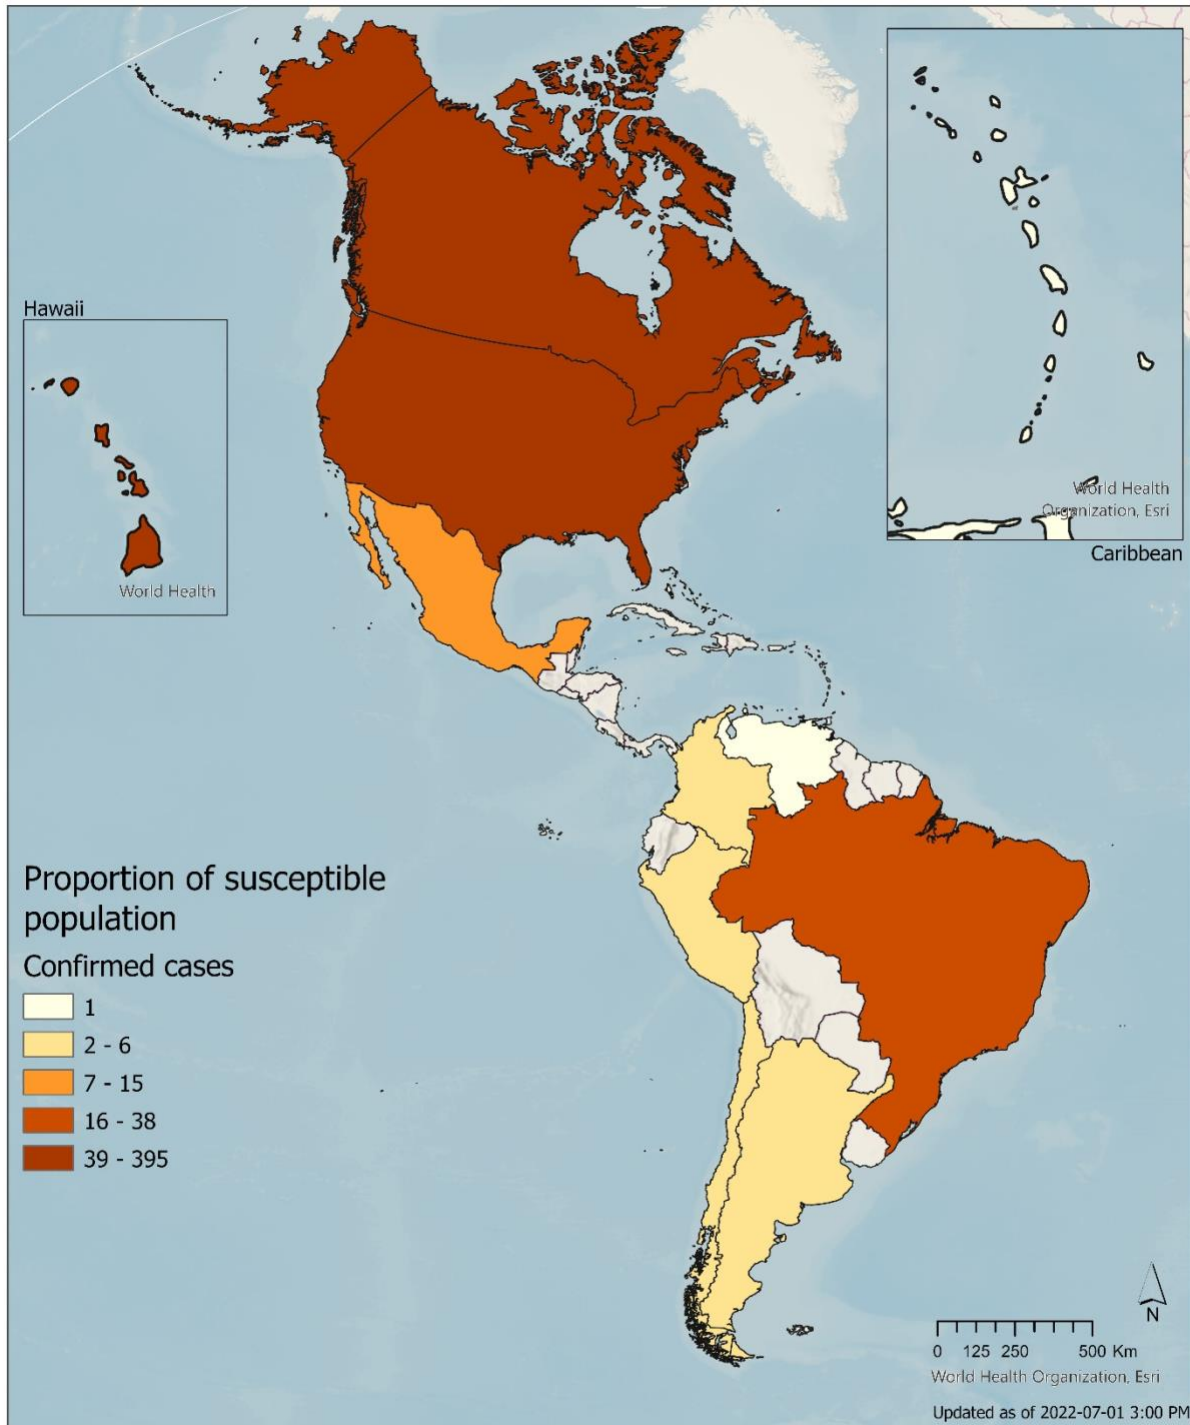 Hawaii
World Health
World Health
Organization, Esri
Caribbean
Proportion of susceptible
population
Confirmed cases
1
2 - 6
7 - 15
16 - 38
39 - 395
N
0 125 250 500 Km
World Health Organization, Esri
Updated as of 2022-07-01 3:00 PM